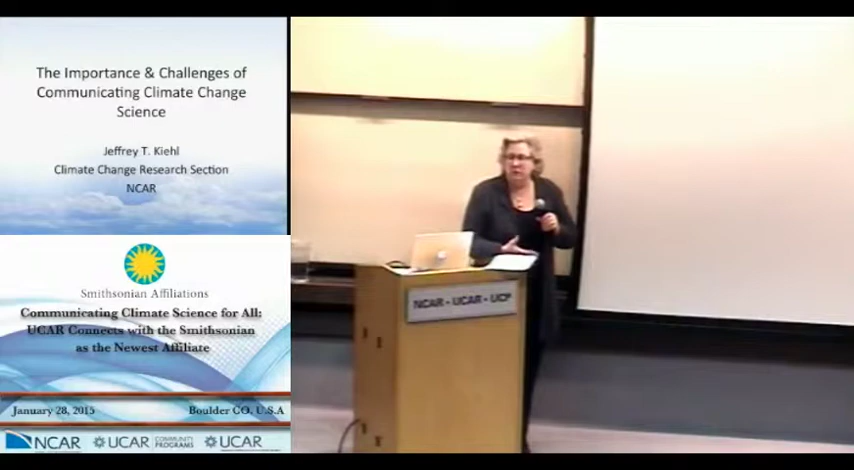 The Importance & Challenges of
Communicating Climate Change
Science
Jeffrey T. Kiehl
Climate Change Research Section
NCAR
Smithsonian Affiliations
Communicating Climate Science for All:
UCAR Connects with the Smithsonian
as the Newest Affiliate
January 28, 2015 Boulder CO, U.S.A
NCAR UCAR COMMUNITY PROGRAMS UCAR
NCAR - UCAR - UCP